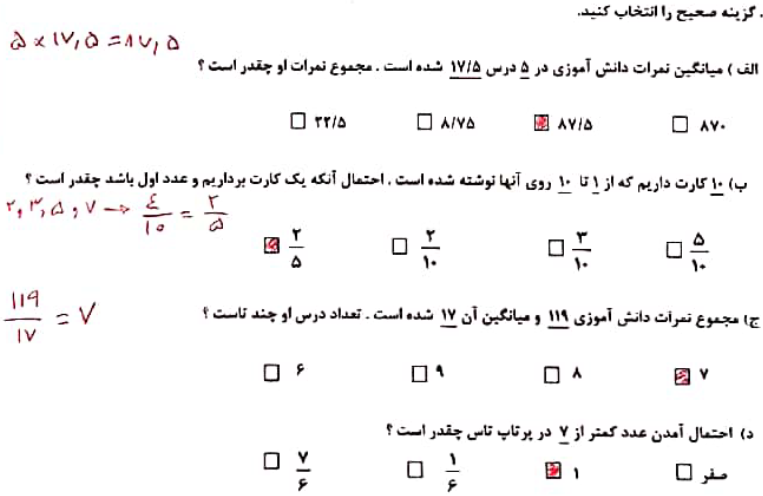 . گزینه صحیح را انتخاب کنید.
۵ × ۱۷,۵ = ۸۷,۵
الف ) میانگین نمرات دانش آموزی در ۵ درس ۱۷/۵ شده است . مجموع نمرات او چقدر است ؟
۸۷۰ ۸۷/۵ ۸/۷۵ ۲۲/۵
ب) ۱۰ کارت داریم که از ۱ تا ۱۰ روی آنها نوشته شده است . احتمال آنکه یک کارت برداریم و عدد اول باشد چقدر است ؟
۲, ۳, ۵, ۷ → ۴/۱۰ = ۲/۵
۵/۱۰ ۳/۱۰ ۲/۱۰ ۲/۵
ج) مجموع نمرات دانش آموزی ۱۱۹ و میانگین آن ۱۷ شده است . تعداد درس او چند تاست ؟
۱۱۹/۱۷ = ۷
۷ ۸ ۹ ۶
د) احتمال آمدن عدد کمتر از ۷ در پرتاپ تاس چقدر است ؟
صفر ۱ ۱/۶ ۷/۶